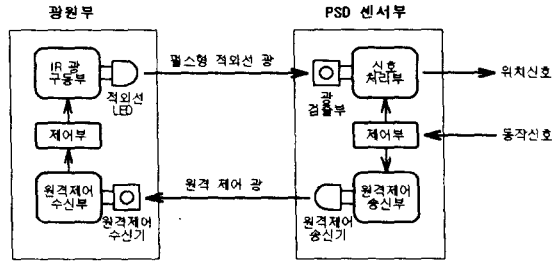 광원부
PSD 센서부
IR 광
구동부
적외선
LED
펄스형 적외선 광
광
검출부
신호
처리부
위치신호
제어부
제어부
동작신호
원격제어
수신부
원격제어
수신기
원격 제어 광
원격제어
송신기
원격제어
송신부